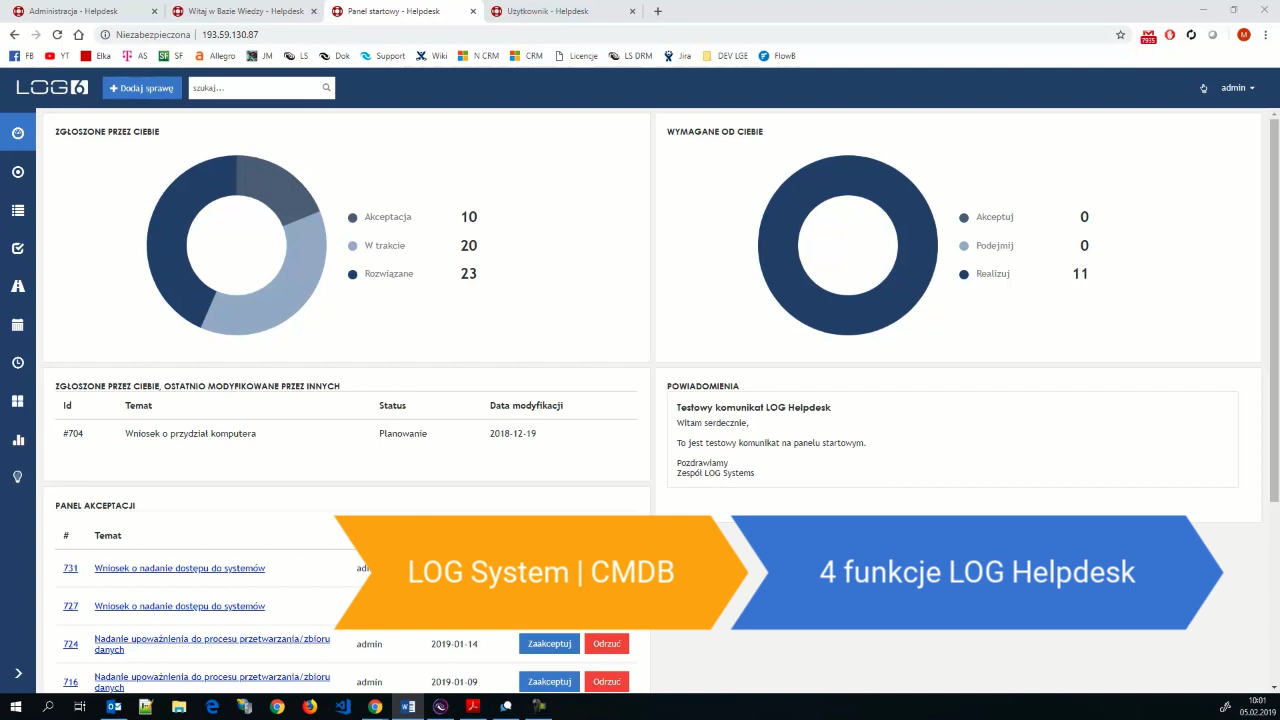 Administracja - Helpdesk
Witaj w Bazie Wiedzy - Helpdesk
Panel startowy - Helpdesk
Użytkownik - Helpdesk
Niezabezpieczona | 193.59.130.87
7935
M
FB
YT
Elka
AS
SF
Allegro
JM
LS
Dok
Support
Wiki
N CRM
CRM
Licencje
LS DRM
Jira
DEV LGE
FlowB
LOG 6
+ Dodaj sprawę
szukaj...
admin
ZGŁOSZONE PRZEZ CIEBIE
Akceptacja 10
W trakcie 20
Rozwiązane 23
WYMAGANE OD CIEBIE
Akceptuj 0
Podejmij 0
Realizuj 11
ZGŁOSZONE PRZEZ CIEBIE, OSTATNIO MODYFIKOWANE PRZEZ INNYCH
Id Temat Status Data modyfikacji
#704 Wniosek o przydział komputera Planowanie 2018-12-19
POWIADOMIENIA
Testowy komunikat LOG Helpdesk
Witam serdecznie,
To jest testowy komunikat na panelu startowym.
Pozdrawiamy
Zespół LOG Systems
PANEL AKCEPTACJI
# Temat
731 Wniosek o nadanie dostępu do systemów
727 Wniosek o nadanie dostępu do systemów
724 Nadanie upoważnienia do procesu przetwarzania/zbioru danych admin 2019-01-14 Zaakceptuj Odrzuć
716 Nadanie upoważnienia do procesu przetwarzania/zbioru danych admin 2019-01-09 Zaakceptuj Odrzuć
LOG System | CMDB
4 funkcje LOG Helpdesk
10:01
05.02.2019